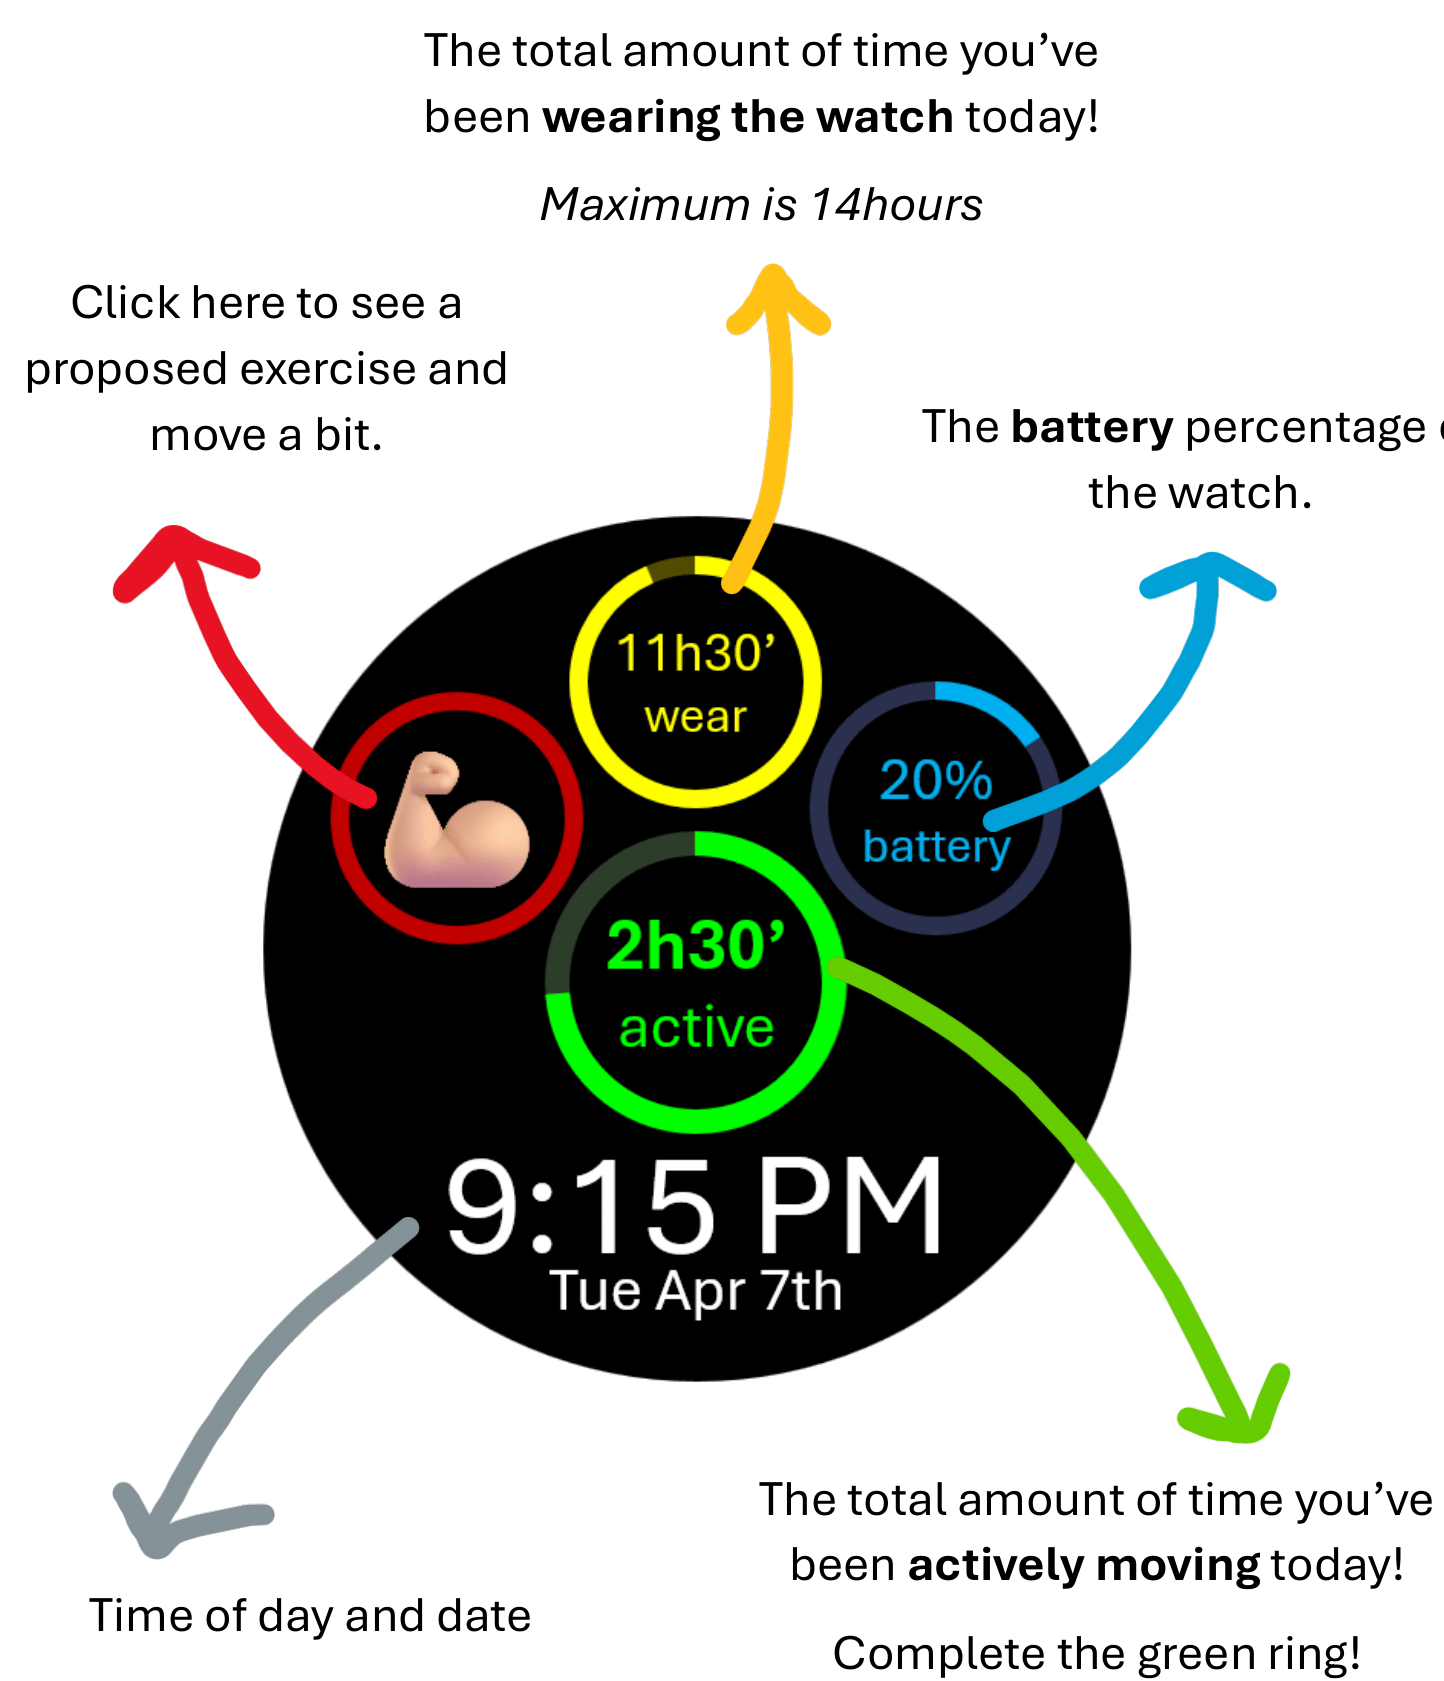 The total amount of time you’ve
been wearing the watch today!
Maximum is 14hours
Click here to see a
proposed exercise and
move a bit.
The battery percentage
the watch.
11h30’
wear
20%
battery
2h30’
active
9:15 PM
Tue Apr 7th
The total amount of time you’ve
been actively moving today!
Complete the green ring!
Time of day and date